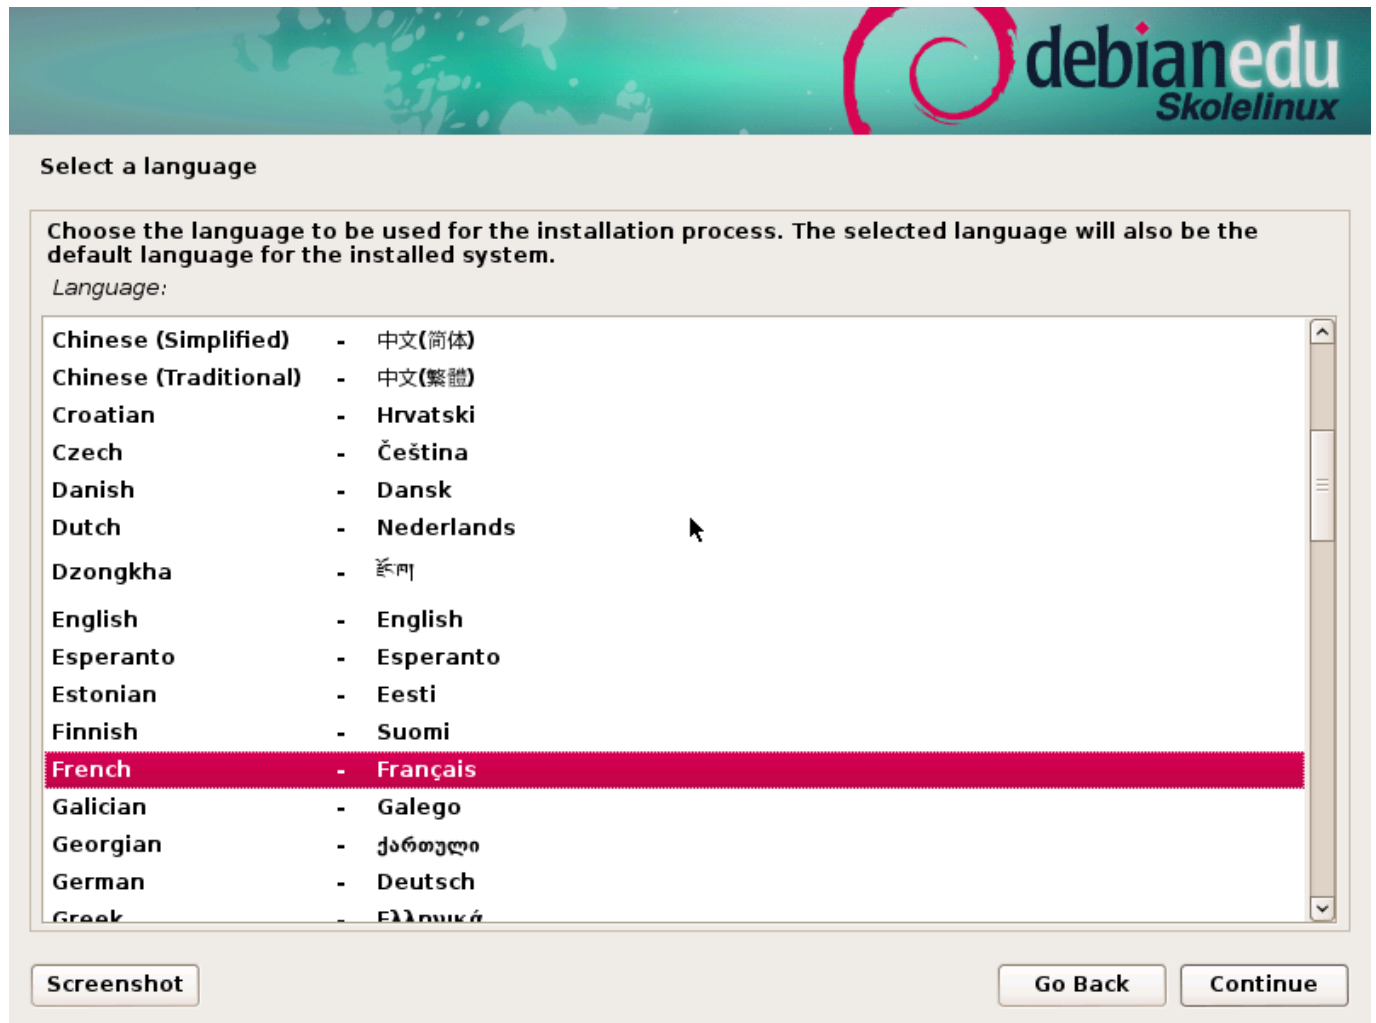 debianedu
Skolelinux
Select a language
Choose the language to be used for the installation process. The selected language will also be the
default language for the installed system.
Language:
Chinese (Simplified) - 中文(简体)
Chinese (Traditional) - 中文(繁體)
Croatian - Hrvatski
Czech - Čeština
Danish - Dansk
Dutch - Nederlands
Dzongkha - རྫོང་ཁ།
English - English
Esperanto - Esperanto
Estonian - Eesti
Finnish - Suomi
French - Français
Galician - Galego
Georgian - ქართული
German - Deutsch
Greek - Ελληνικά
Screenshot Go Back Continue